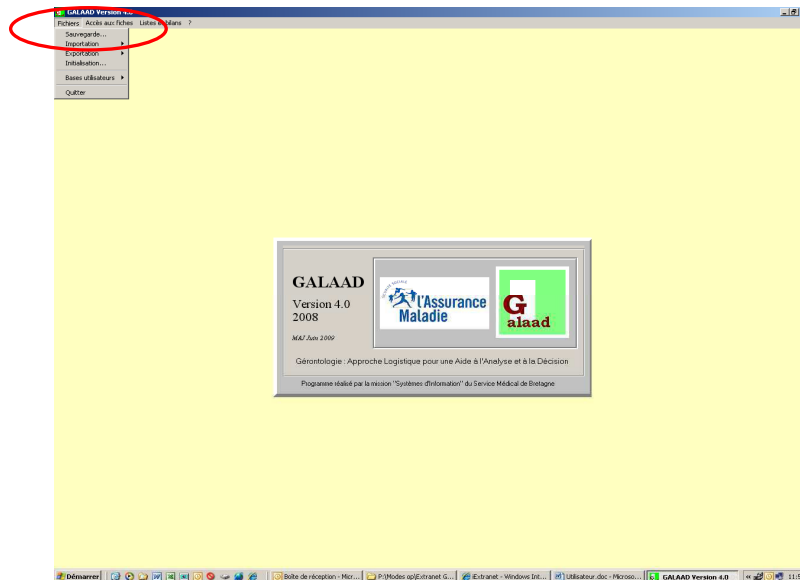 GALAAD Version 4.0
Fichiers Accès aux fiches Listes et bilans ?
Sauvegarde...
Importation
Exportation
Initialisation...
Bases utilisateurs
Quitter
GALAAD
Version 4.0
2008
MAJ Juin 2009
l'Assurance
Maladie
G
alaad
Gérontologie : Approche Logistique pour une Aide à l'Analyse et à la Décision
Programme réalisé par la mission "Systèmes d'Information" du Service Médical de Bretagne
Démarrer Boîte de réception - Micr... P:\Modes op\Extranet G... Extranet - Windows Int... Utilisateur.doc - Microso... GALAAD Version 4.0